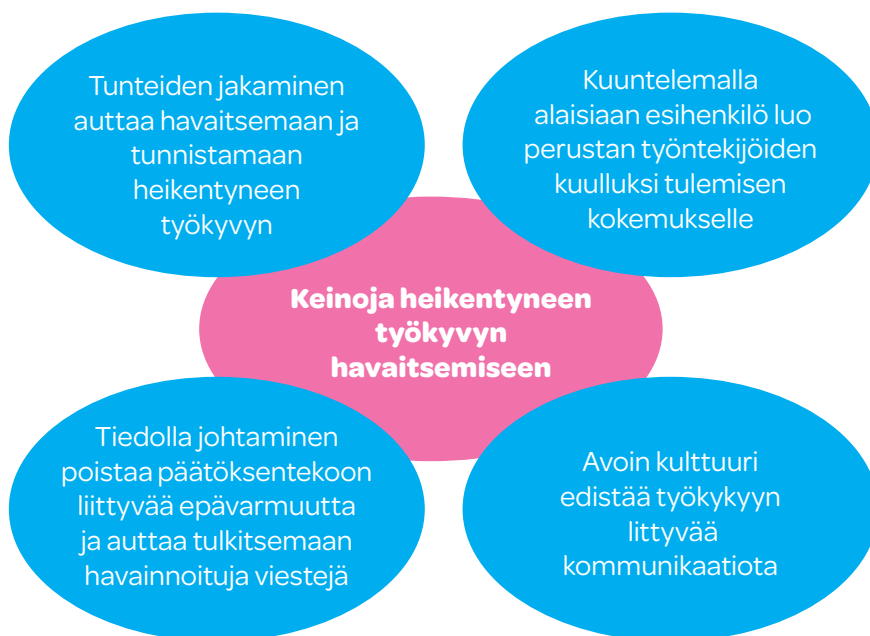 Tunteiden jakaminen
auttaa havaitsemaan ja
tunnistamaan
heikentyneen
työkyvyn
Kuuntelemalla
alaisiaan esihenkilö luo
perustan työntekijöiden
kuulluksi tulemisen
kokemukselle
Keinoja heikentyneen
työkyvyn
havaitsemiseen
Tiedolla johtaminen
poistaa päätöksentekoon
liittyvää epävarmuutta
ja auttaa tulkitsemaan
havainnoituja viestejä
Avoin kulttuuri
edistää työkykyyn
littyvää
kommunikaatiota